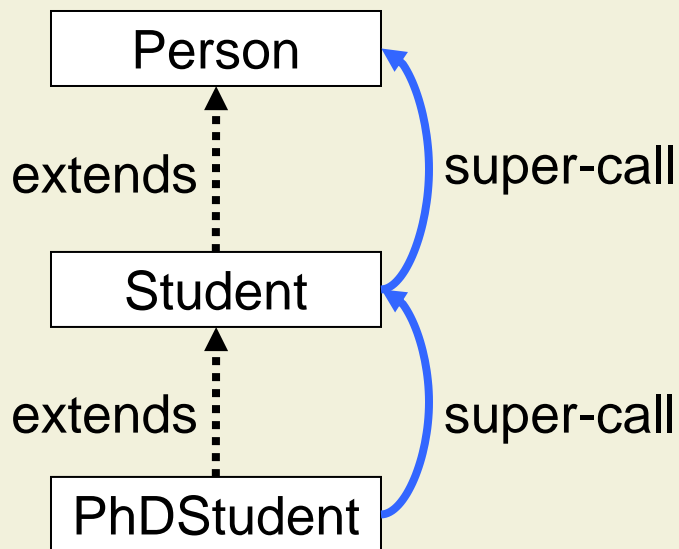 Person
extends
super-call
Student
extends
super-call
PhDStudent